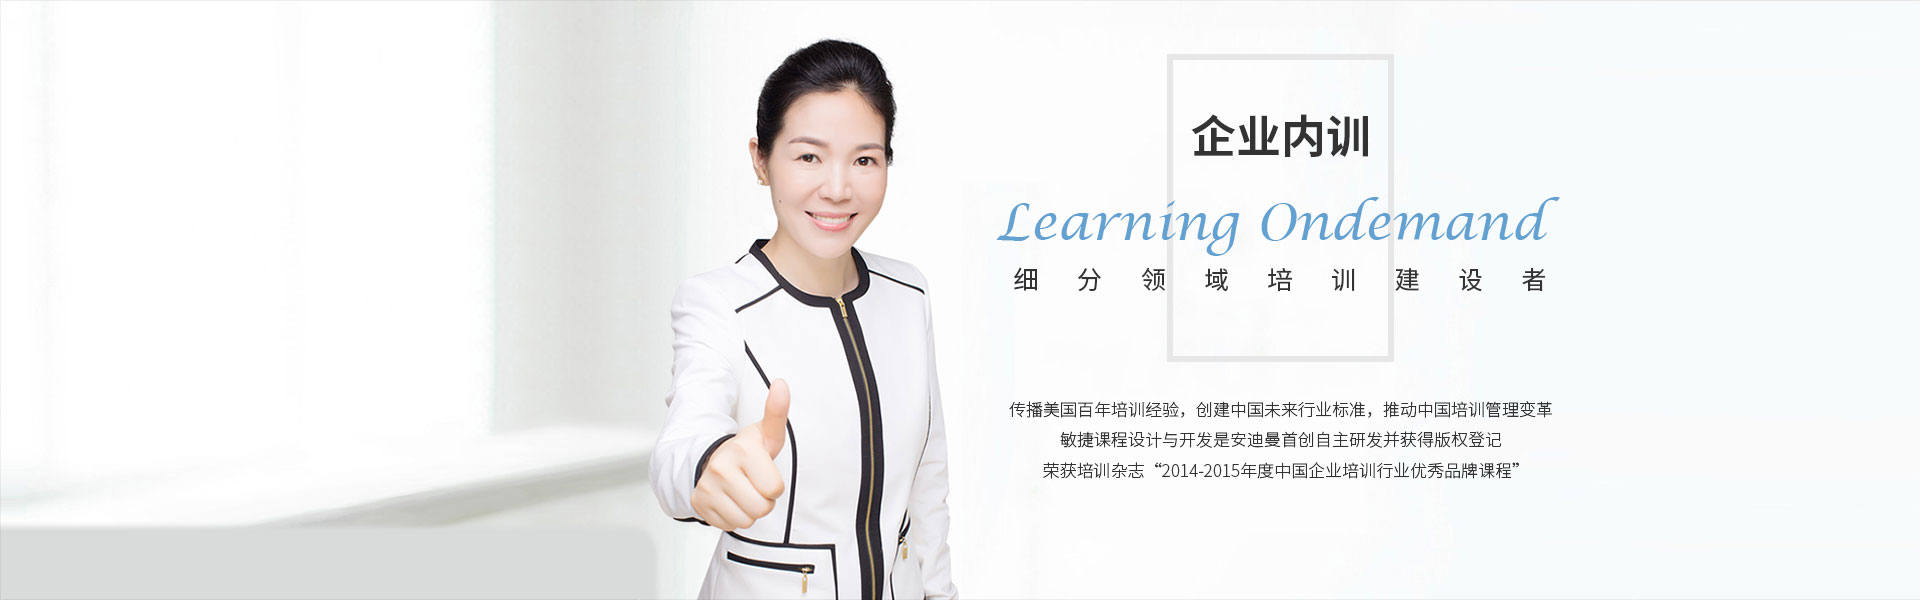 企业内训
Learning Ondemand
细分领域培训建设者
传播美国百年培训经验，创建中国未来行业标准，推动中国培训管理变革
敏捷课程设计与开发是安迪曼首创自主研发并获得版权登记
荣获培训杂志“2014-2015年度中国企业培训行业优秀品牌课程”